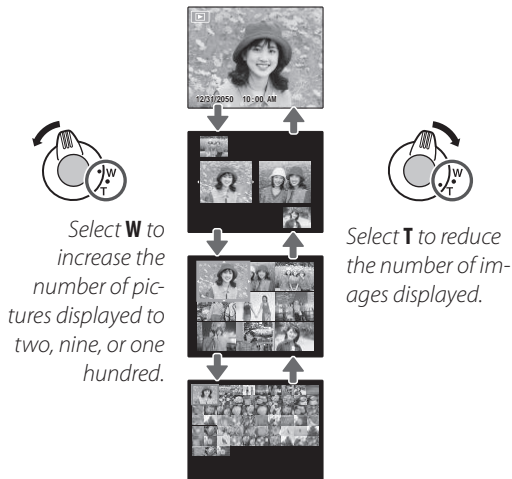 12/31/2050 10:00 AM
W
T
Select W to
increase the
number of pic-
tures displayed to
two, nine, or one
hundred.
W
T
Select T to reduce
the number of im-
ages displayed.